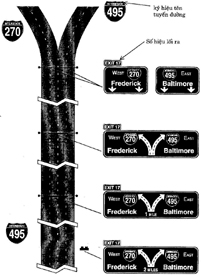 INTERSTATE
495
ký hiệu tên
tuyến đường
INTERSTATE
270
Số hiệu lối ra
EXIT 17
WEST 270
Frederick
495 EAST
Baltimore
EXIT 17
WEST 270 495 EAST
Frederick Baltimore
EXIT 17
WEST 270 495 EAST
1 MILE
Frederick Baltimore
495
EXIT 17
WEST 270 495 EAST
2 MILES
Frederick Baltimore